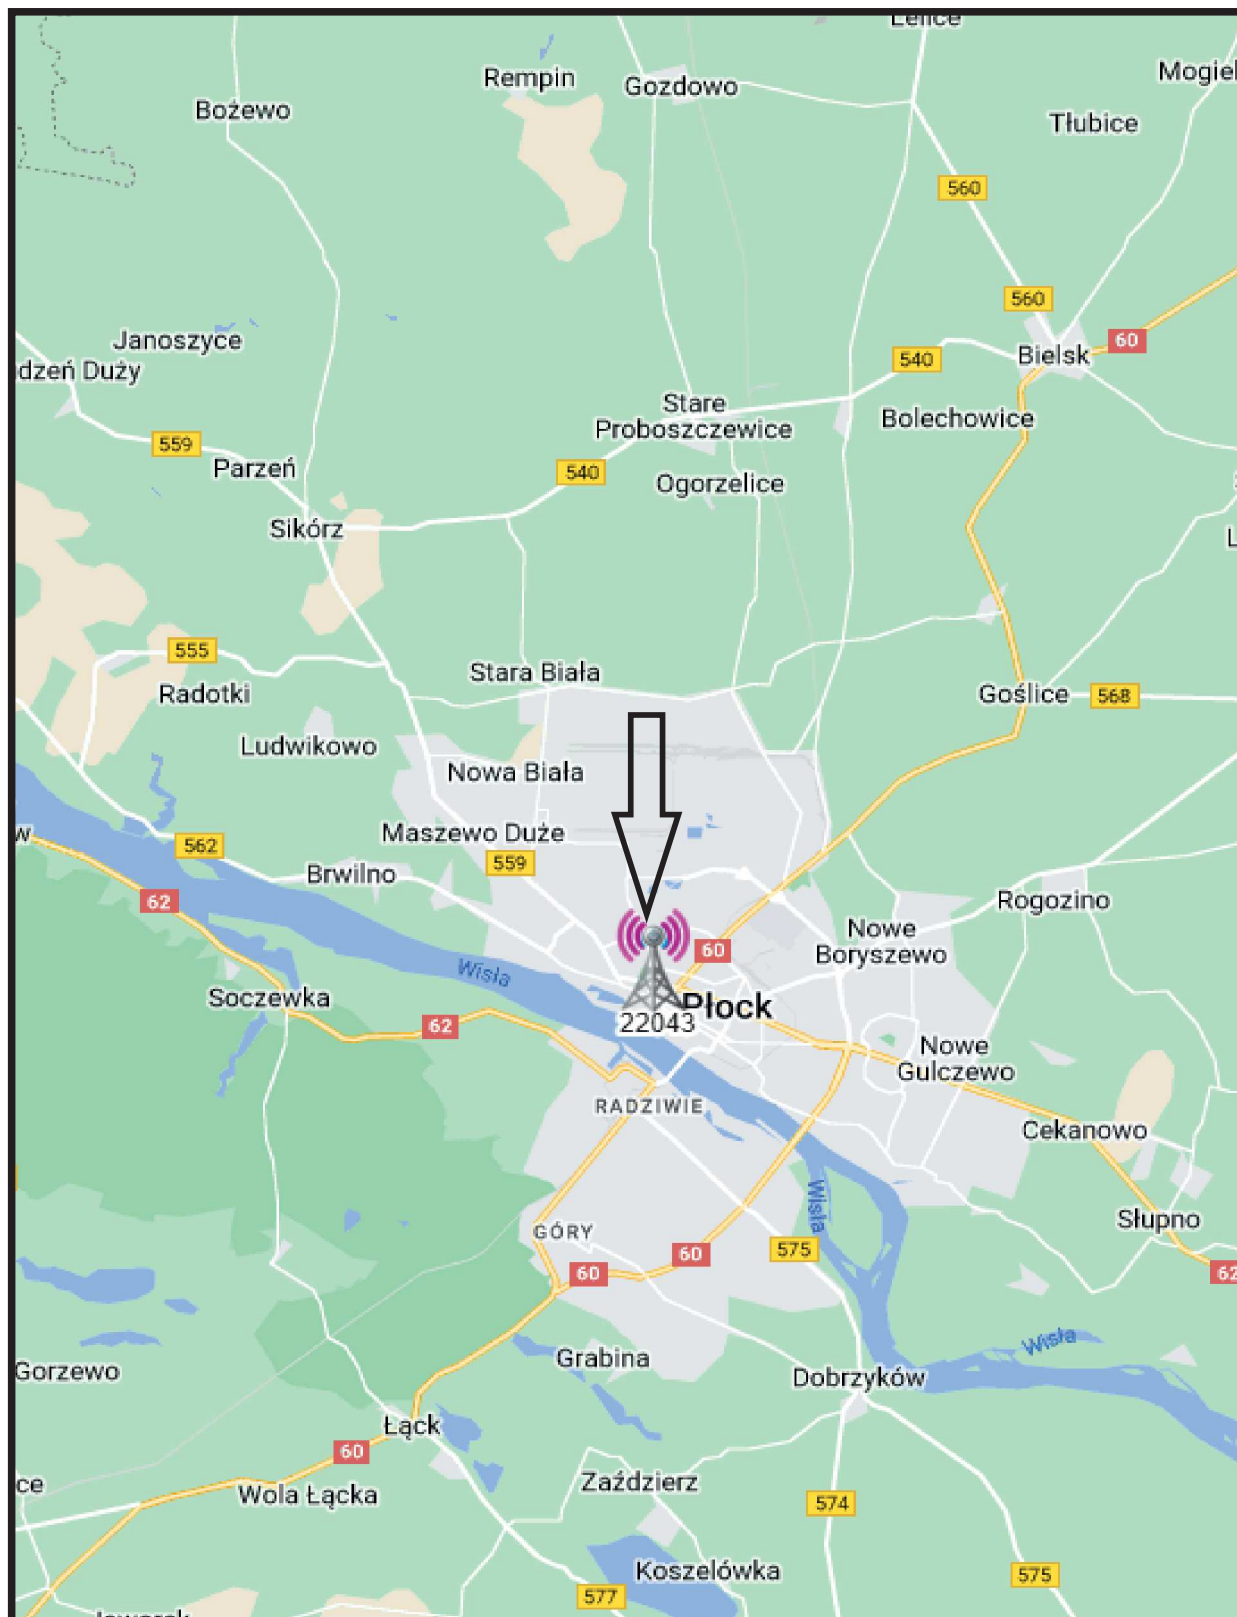 Lelice
Rempin
Gozdowo
Mogiel
Bożewo
Tłubice
560
560
Janoszyce
60
Bielsk
540
dzeń Duży
Stare
Proboszczewice
Bolechowice
559
Parzeń
540
Ogorzelice
Sikórz
L
555
Stara Biała
Radotki
Goślice
568
Ludwikowo
Nowa Biała
Maszewo Duże
w
562
559
Brwilno
62
Rogozino
Nowe
Boryszewo
60
Wisła
Soczewka
Płock
22043
62
Nowe
Gulczewo
RADZIWIE
Cekanowo
Wisła
Słupno
GÓRY
575
60
60
62
Wisła
Grabina
Gorzewo
Dobrzyków
Łąck
60
ce
Zaździerz
Wola Łącka
574
Koszelówka
575
577